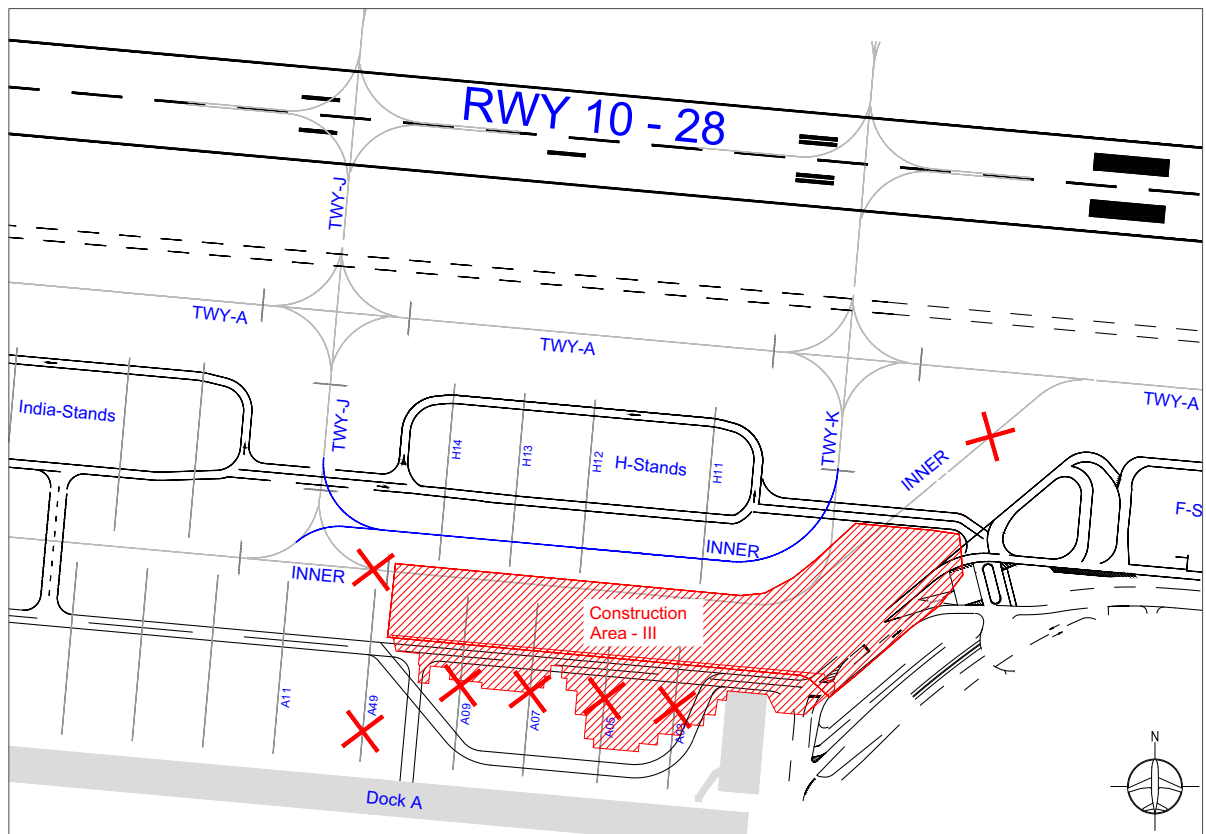 RWY 10 - 28
TWY-J
TWY-A
TWY-A
TWY-A
India-Stands
TWY-J
H14
H13
H12
H-Stands
H11
TWY-K
INNER
F-S
INNER
INNER
Construction
Area - III
A11
A49
A09
A07
A05
A03
Dock A
N